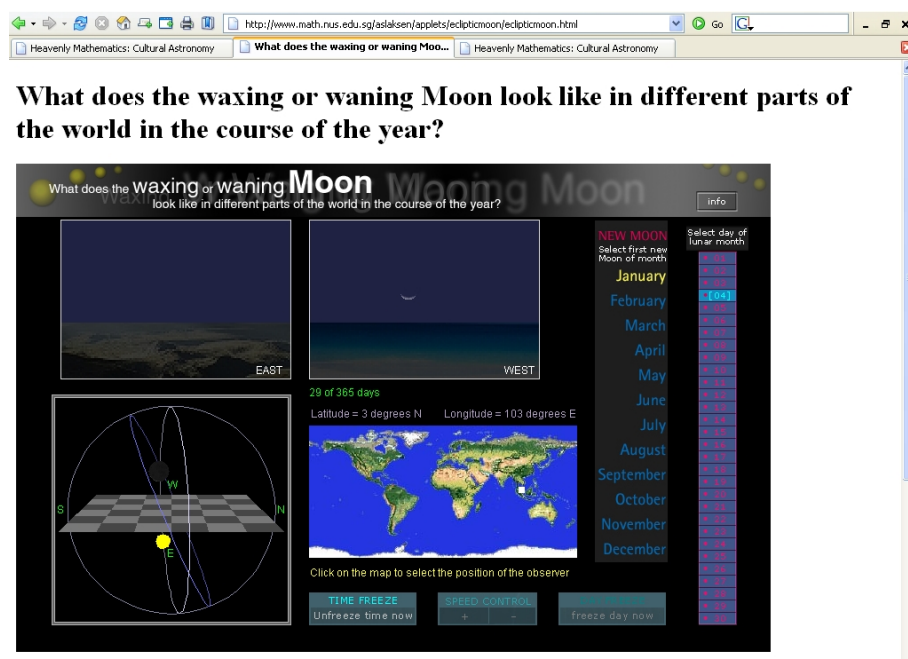 http://www.math.nus.edu.sg/aslaksen/applets/eclipticmoon/eclipticmoon.html
Go
Heavenly Mathematics: Cultural Astronomy
What does the waxing or waning Moo...
Heavenly Mathematics: Cultural Astronomy
What does the waxing or waning Moon look like in different parts of
the world in the course of the year?
What does the waxing or waning Moon
look like in different parts of the world in the course of the year?
info
EAST
WEST
29 of 365 days
Latitude = 3 degrees N
Longitude = 103 degrees E
Click on the map to select the position of the observer
S
W
N
E
TIME FREEZE
Unfreeze time now
SPEED CONTROL
+
-
freeze day now
NEW MOON
Select first new
Moon of month
January
February
March
April
May
June
July
August
September
October
November
December
Select day of
lunar month
[04]